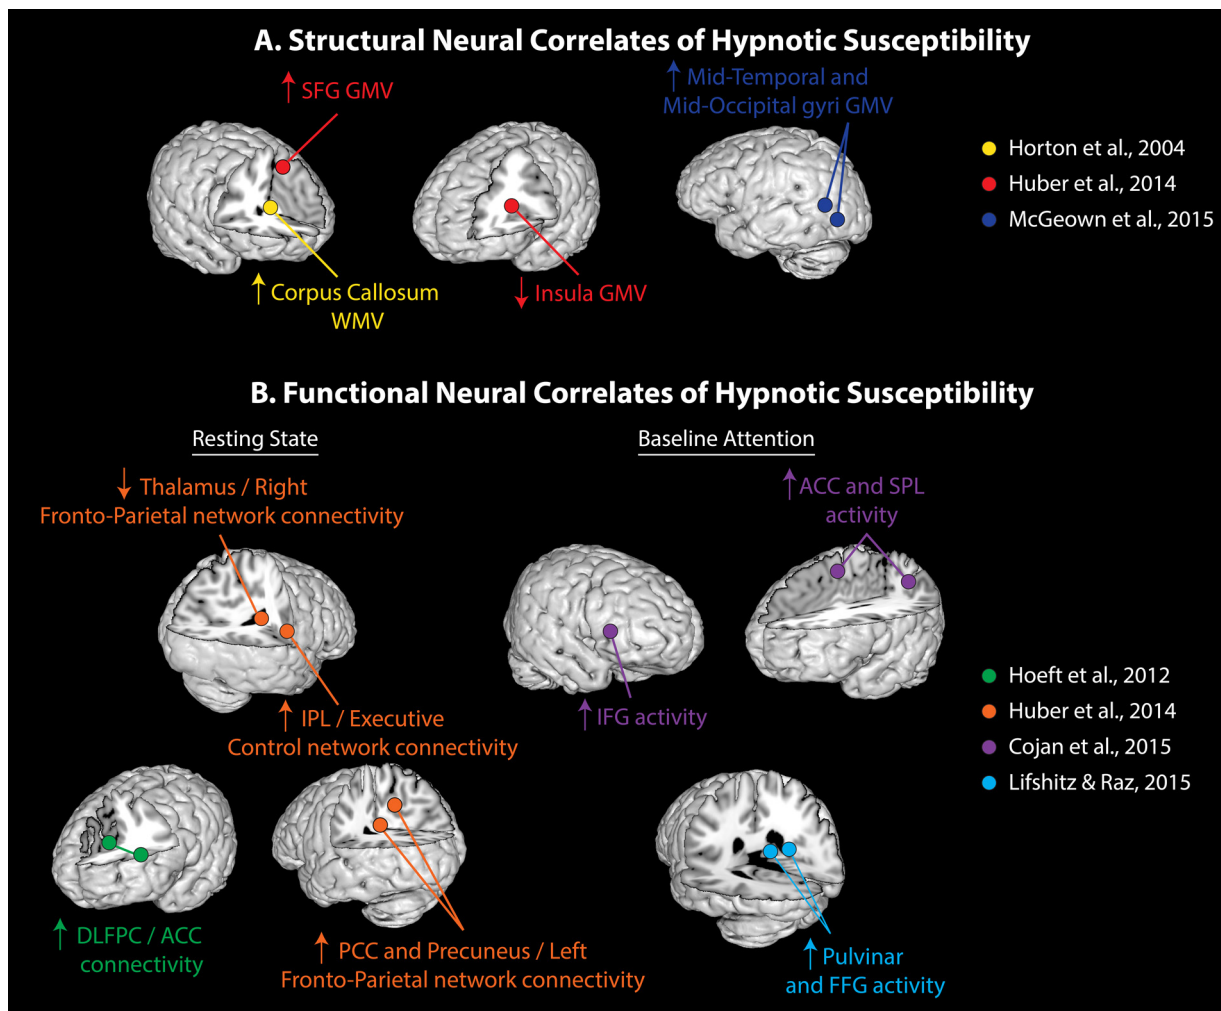 A. Structural Neural Correlates of Hypnotic Susceptibility
↑ SFG GMV
↑ Mid-Temporal and
Mid-Occipital gyri GMV
Horton et al., 2004
Huber et al., 2014
McGeown et al., 2015
↑ Corpus Callosum
WMV
↓ Insula GMV
B. Functional Neural Correlates of Hypnotic Susceptibility
Resting State
Baseline Attention
↓ Thalamus / Right
Fronto-Parietal network connectivity
↑ ACC and SPL
activity
↑ IPL / Executive
Control network connectivity
↑ IFG activity
Hoeft et al., 2012
Huber et al., 2014
Cojan et al., 2015
Lifshitz & Raz, 2015
↑ DLFPC / ACC
connectivity
↑ PCC and Precuneus / Left
Fronto-Parietal network connectivity
↑ Pulvinar
and FFG activity